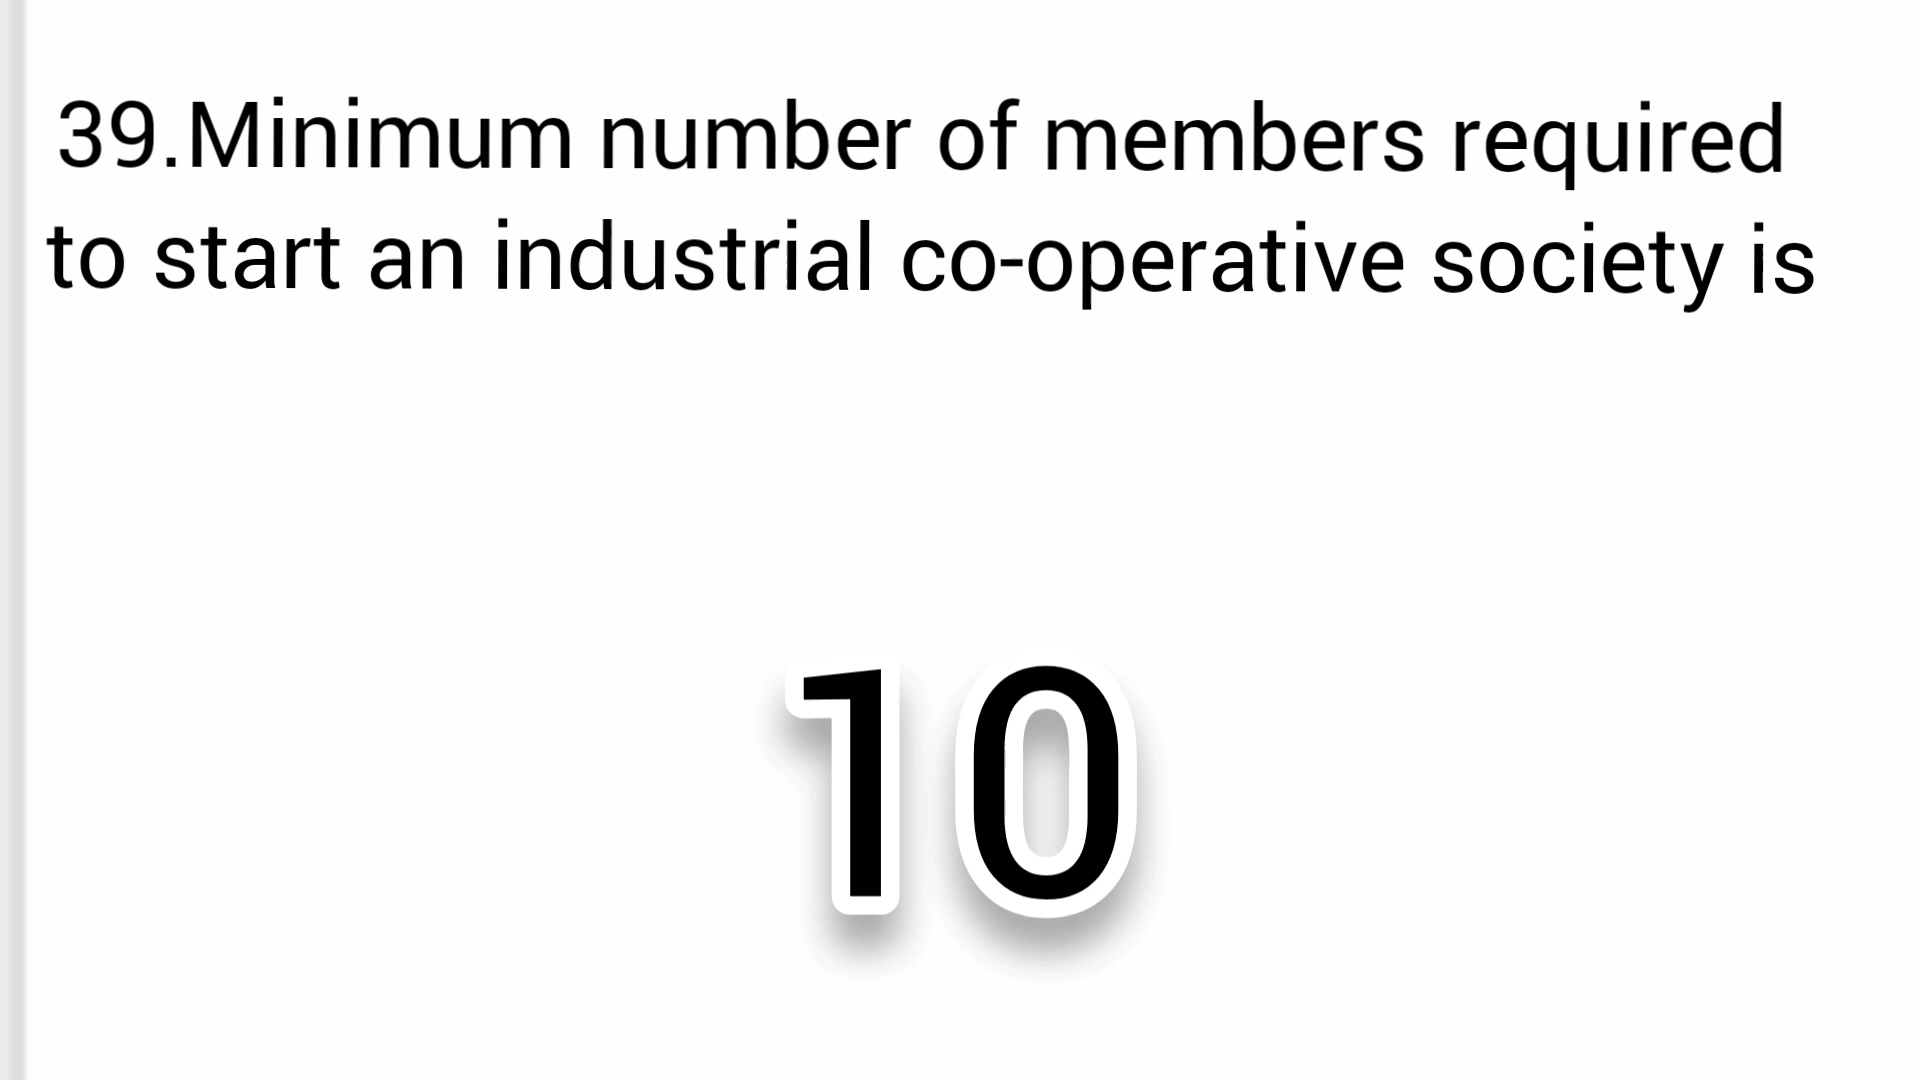 39.Minimum number of members required
to start an industrial co-operative society is
10